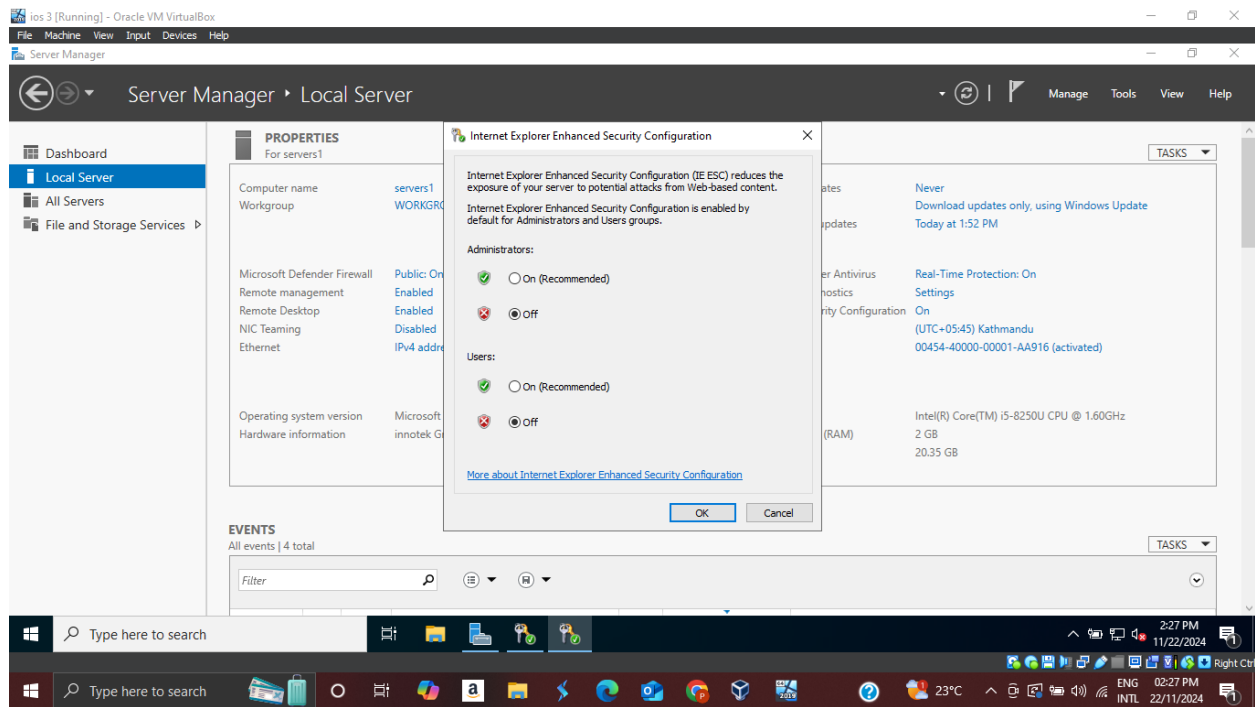 ios 3 [Running] - Oracle VM VirtualBox
File Machine View Input Devices Help
Server Manager
Server Manager • Local Server
Manage Tools View Help
Dashboard
Local Server
All Servers
File and Storage Services
PROPERTIES
For servers1
TASKS
Computer name servers1
Workgroup WORKGRO
ates Never
Download updates only, using Windows Update
updates Today at 1:52 PM
Microsoft Defender Firewall Public: On
Remote management Enabled
Remote Desktop Enabled
NIC Teaming Disabled
Ethernet IPv4 addre
er Antivirus Real-Time Protection: On
nostics Settings
rity Configuration On
(UTC+05:45) Kathmandu
00454-40000-00001-AA916 (activated)
Operating system version Microsoft
Hardware information innotek G
Intel(R) Core(TM) i5-8250U CPU @ 1.60GHz
(RAM) 2 GB
20.35 GB
Internet Explorer Enhanced Security Configuration
Internet Explorer Enhanced Security Configuration (IE ESC) reduces the
exposure of your server to potential attacks from Web-based content.
Internet Explorer Enhanced Security Configuration is enabled by
default for Administrators and Users groups.
Administrators:
On (Recommended)
Off
Users:
On (Recommended)
Off
More about Internet Explorer Enhanced Security Configuration
OK Cancel
EVENTS
All events | 4 total
TASKS
Filter
Type here to search
2:27 PM
11/22/2024
1
Right Ctrl
Type here to search
a
2019
23°C
ENG
INTL
02:27 PM
22/11/2024
1